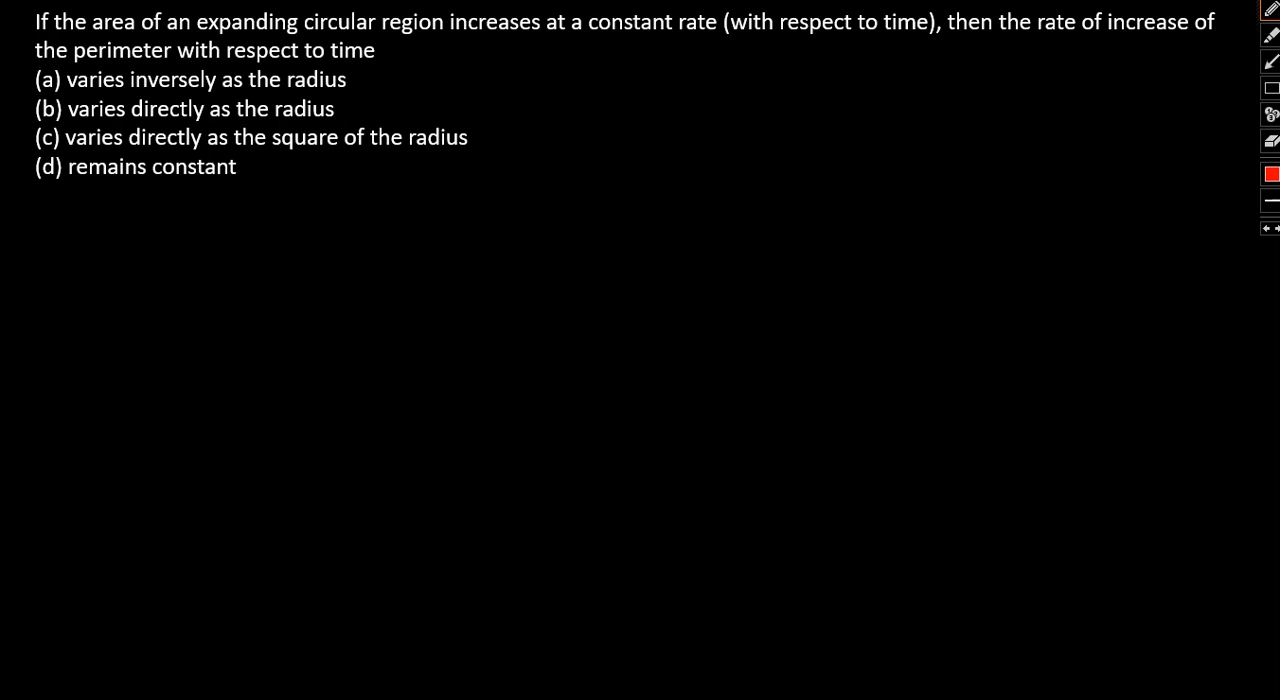 If the area of an expanding circular region increases at a constant rate (with respect to time), then the rate of increase of
the perimeter with respect to time
(a) varies inversely as the radius
(b) varies directly as the radius
(c) varies directly as the square of the radius
(d) remains constant